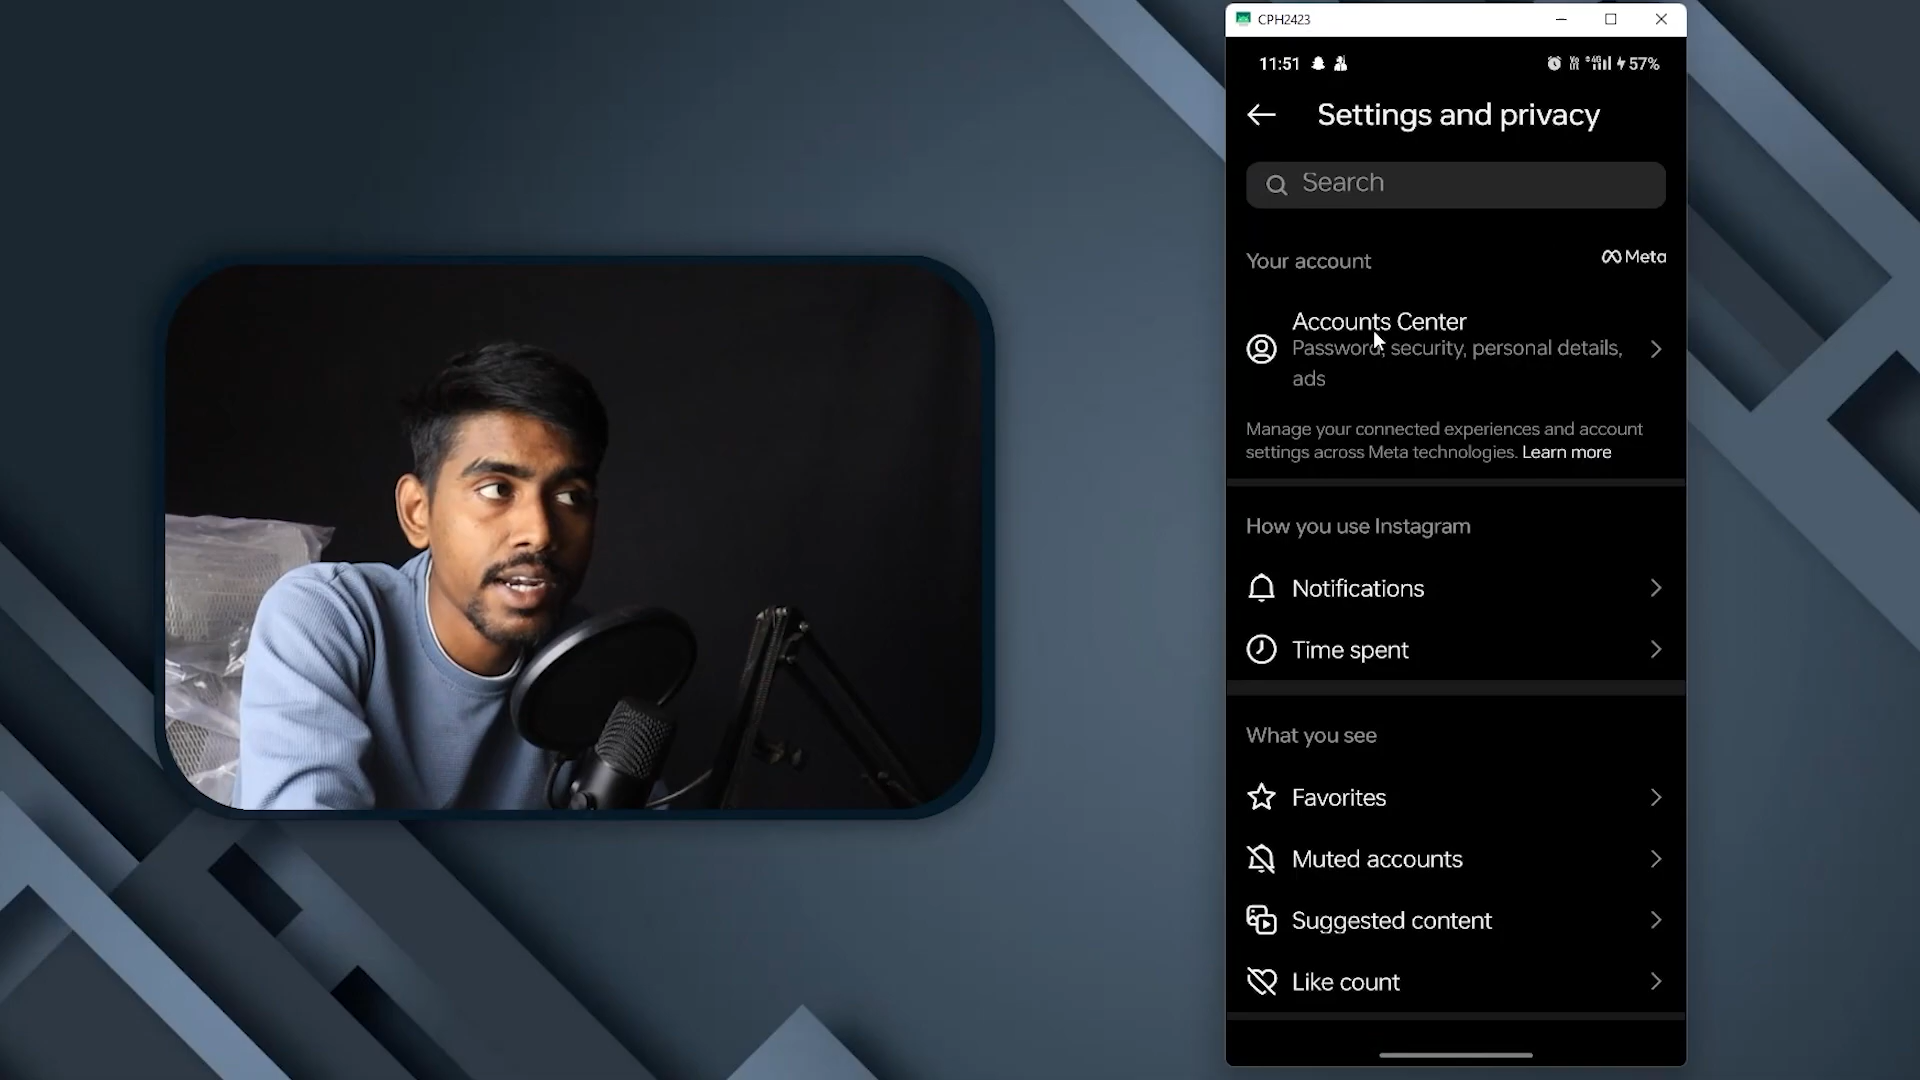 CPH2423
11:51
57%
Settings and privacy
Search
Your account
Meta
Accounts Center
Password, security, personal details,
ads
Manage your connected experiences and account
settings across Meta technologies. Learn more
How you use Instagram
Notifications
Time spent
What you see
Favorites
Muted accounts
Suggested content
Like count